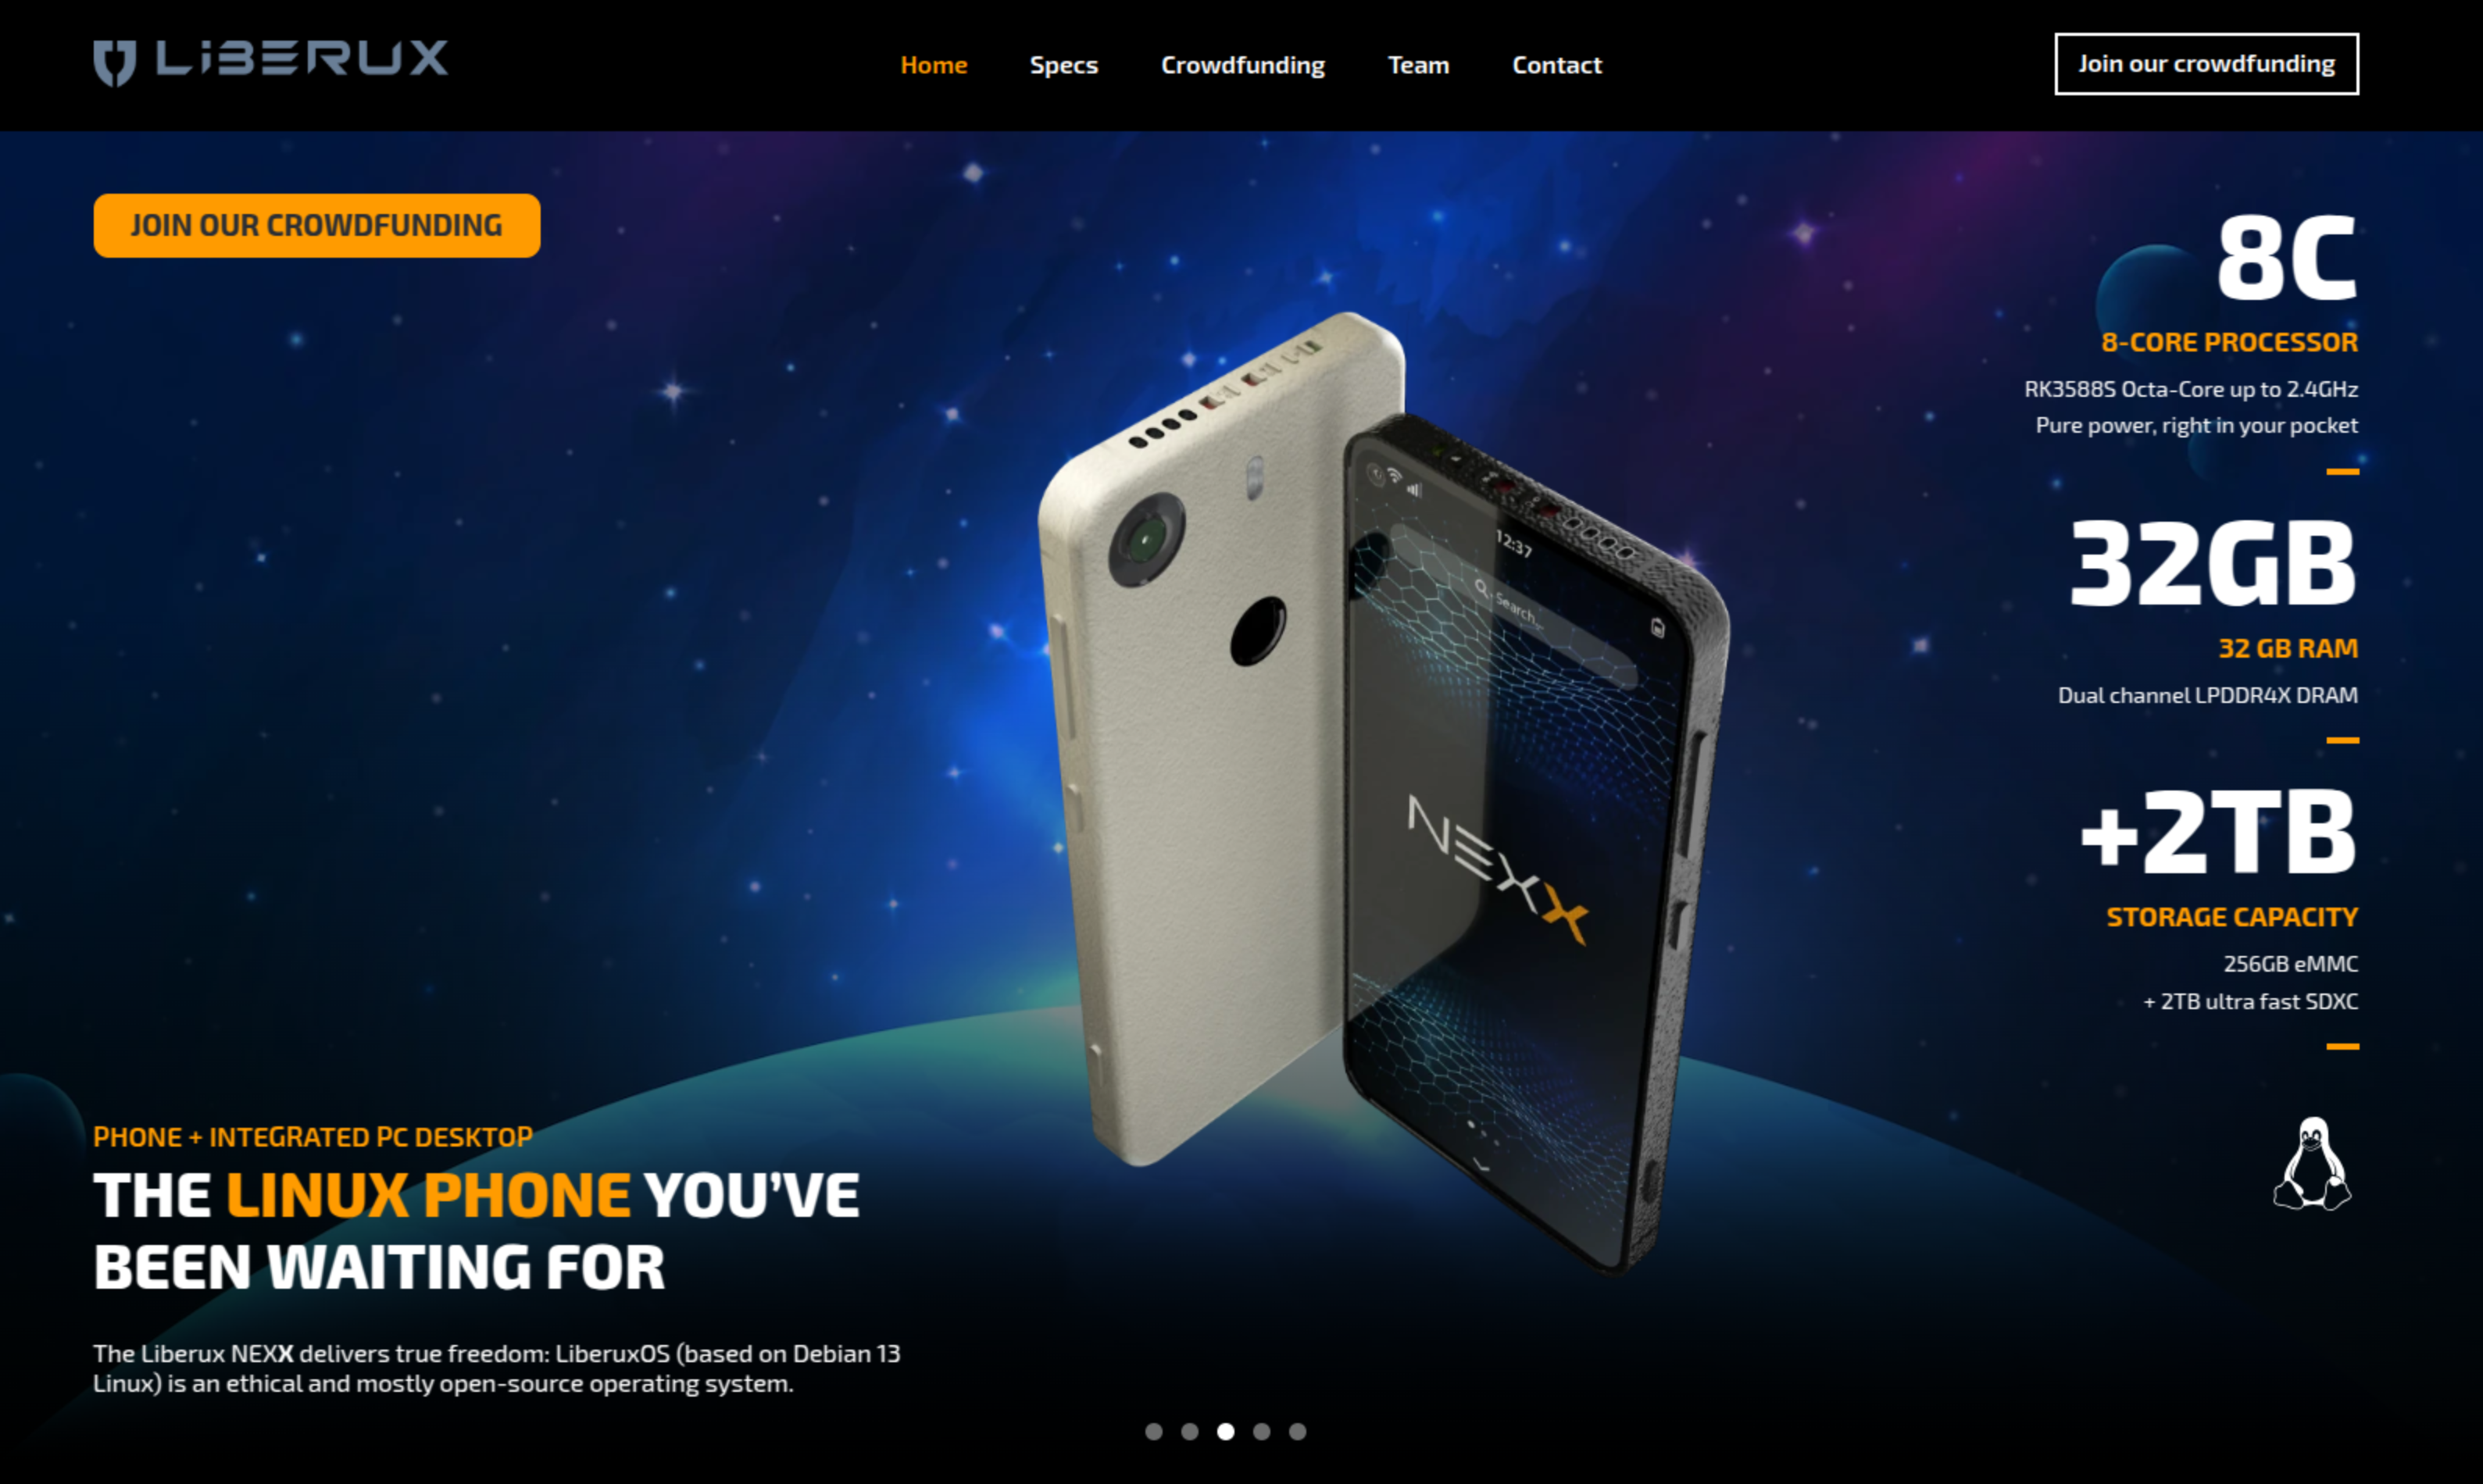 LiBERUX
Home Specs Crowdfunding Team Contact
Join our crowdfunding
JOIN OUR CROWDFUNDING
8C
8-CORE PROCESSOR
RK3588S Octa-Core up to 2.4GHz
Pure power, right in your pocket
32GB
32 GB RAM
Dual channel LPDDR4X DRAM
+2TB
STORAGE CAPACITY
256GB eMMC
+ 2TB ultra fast SDXC
12:37
Search...
NEXX
PHONE + INTEGRATED PC DESKTOP
THE LINUX PHONE YOU'VE
BEEN WAITING FOR
The Liberux NEXX delivers true freedom: LiberuxOS (based on Debian 13
Linux) is an ethical and mostly open-source operating system.